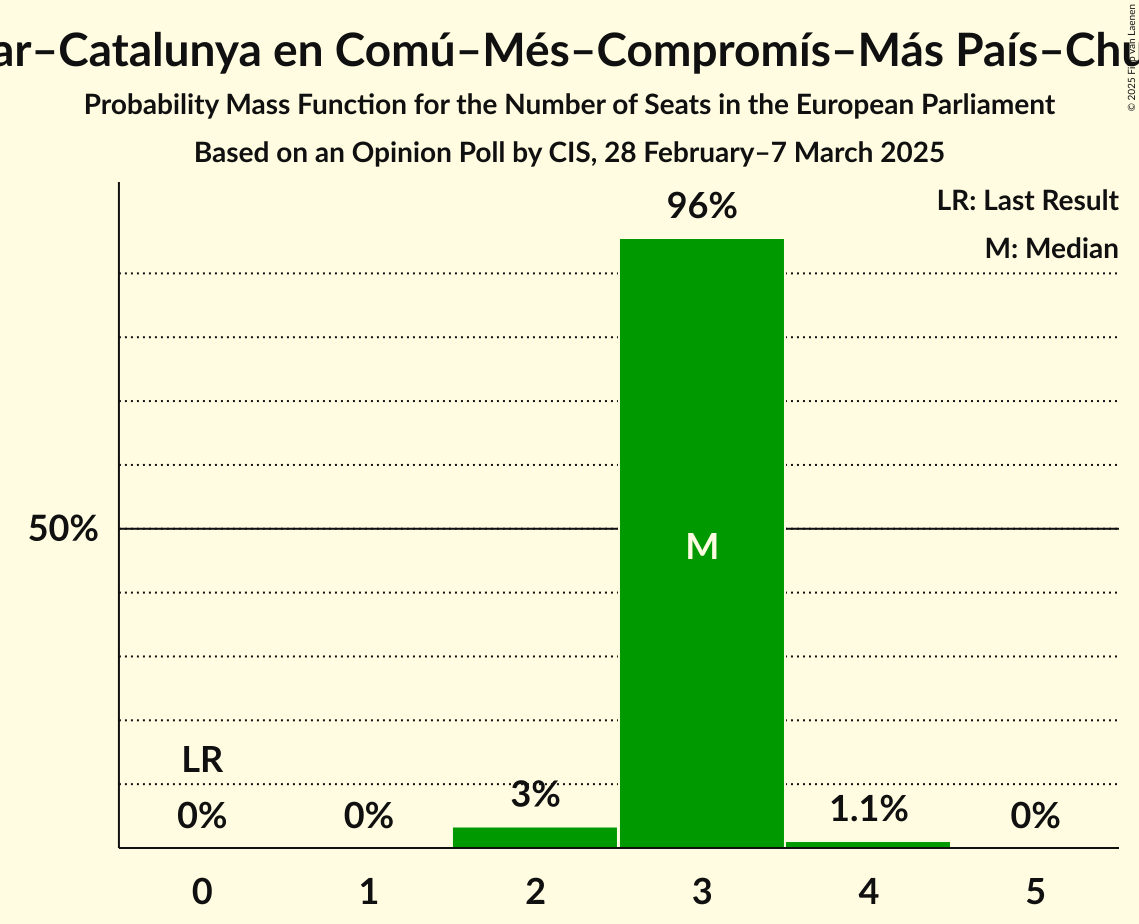 ar–Catalunya en Comú–Més–Compromís–Más País–Chu
© 2025 Filip van Laenen
Probability Mass Function for the Number of Seats in the European Parliament
Based on an Opinion Poll by CIS, 28 February–7 March 2025
LR: Last Result
M: Median
96%
50%
M
LR
0%
0%
3%
1.1%
0%
0 1 2 3 4 5